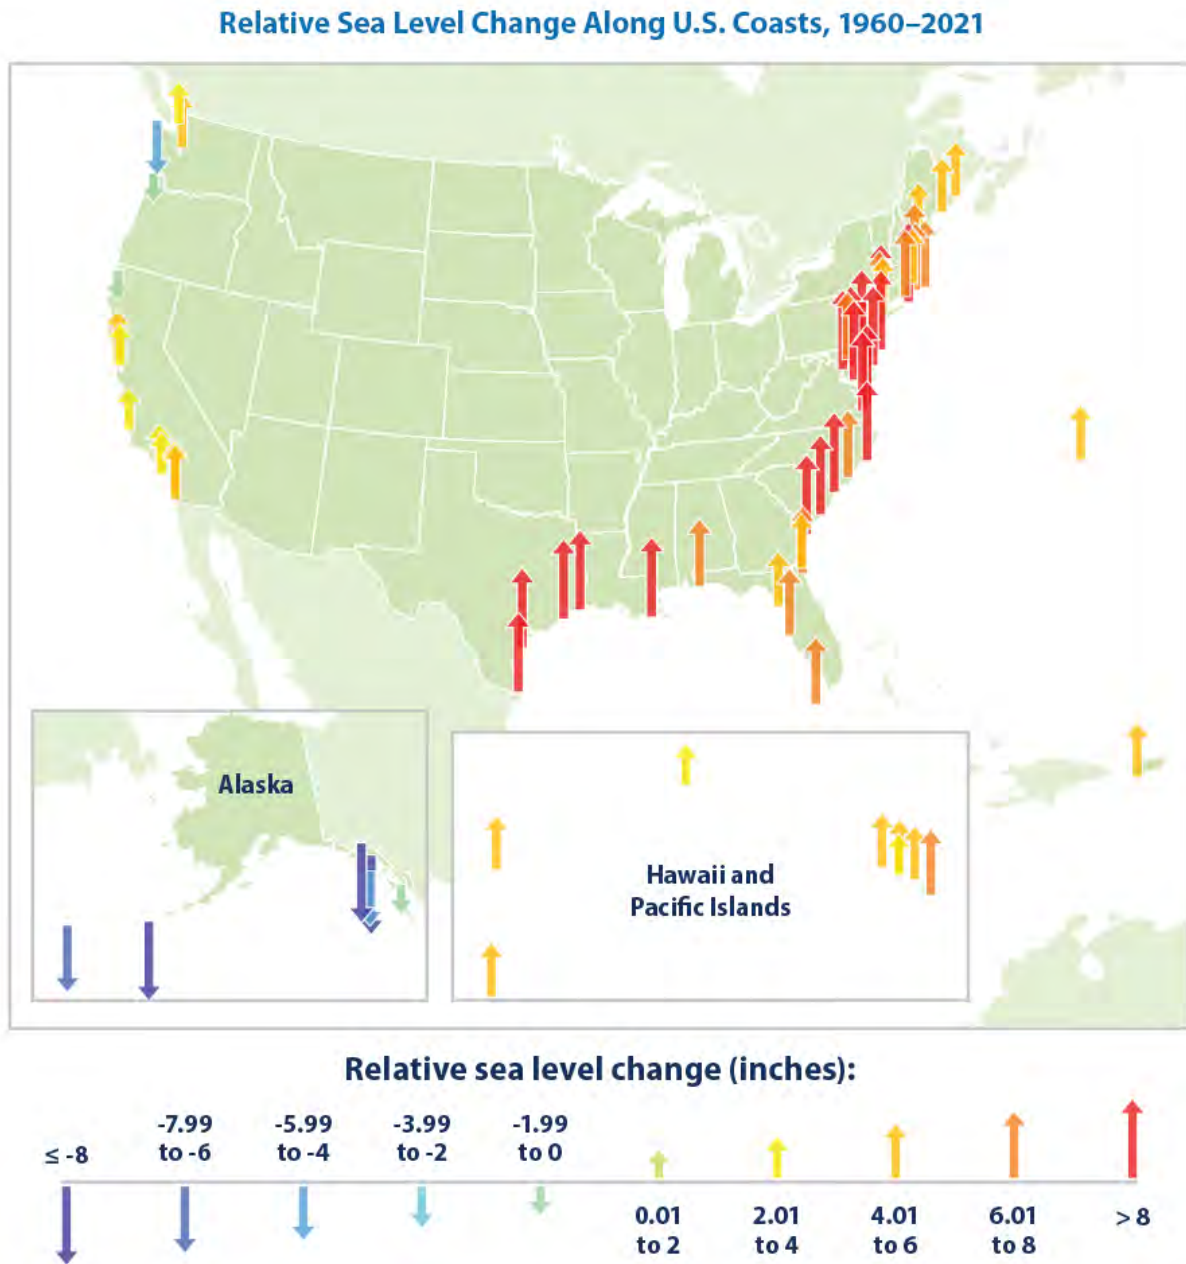 Relative Sea Level Change Along U.S. Coasts, 1960–2021
Alaska
Hawaii and
Pacific Islands
Relative sea level change (inches):
≤ -8
-7.99
to -6
-5.99
to -4
-3.99
to -2
-1.99
to 0
0.01
to 2
2.01
to 4
4.01
to 6
6.01
to 8
> 8